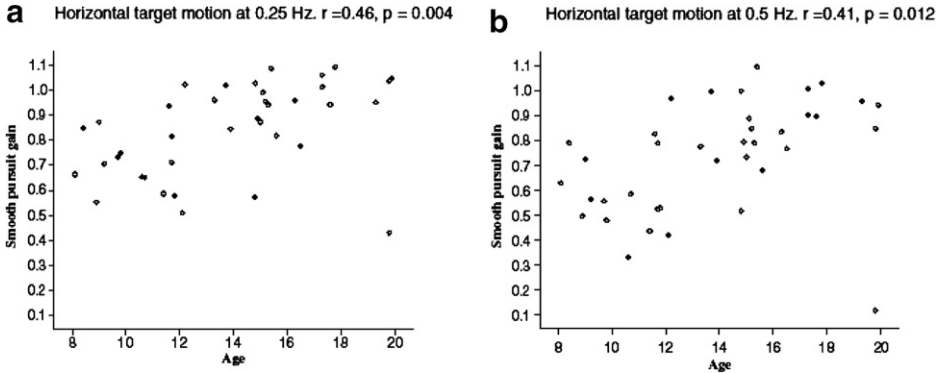 a Horizontal target motion at 0.25 Hz. r =0.46, p = 0.004
Smooth pursuit gain
1.1
1.0
0.9
0.8
0.7
0.6
0.5
0.4
0.3
0.2
0.1
8 10 12 14 16 18 20
Age
b Horizontal target motion at 0.5 Hz. r =0.41, p = 0.012
Smooth pursuit gain
1.1
1.0
0.9
0.8
0.7
0.6
0.5
0.4
0.3
0.2
0.1
8 10 12 14 16 18 20
Age